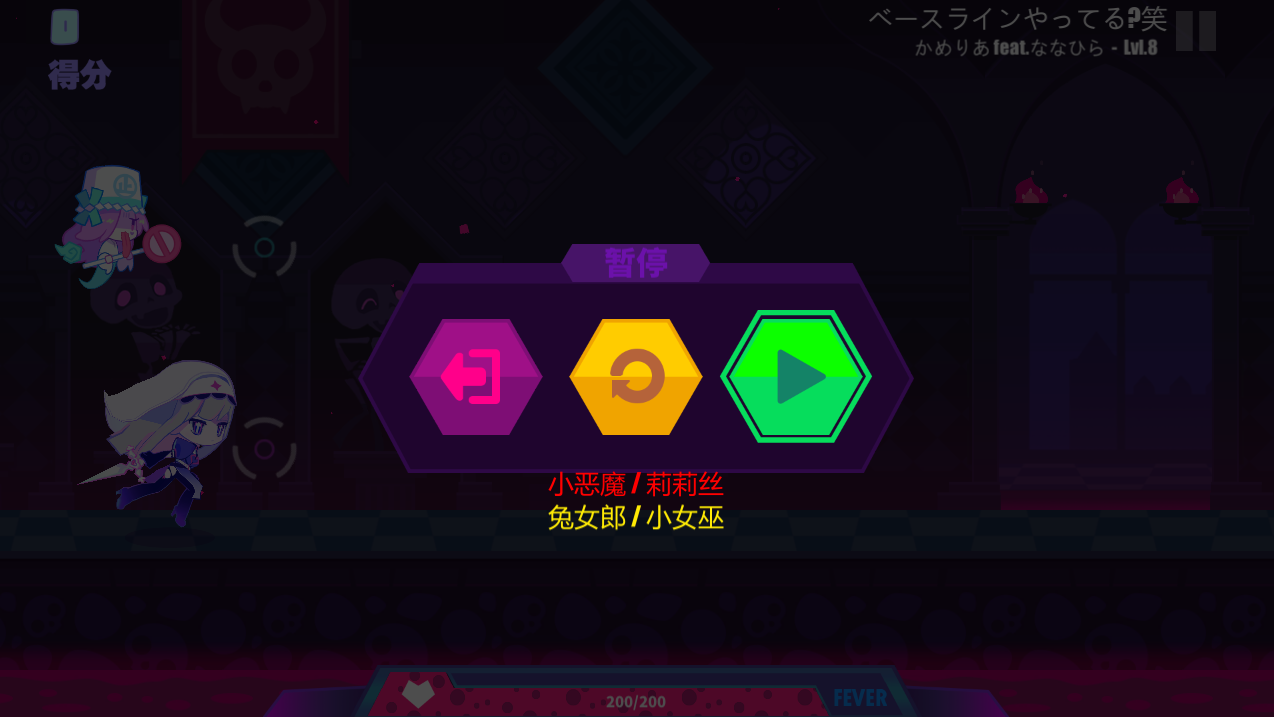 0
得分
ベースラインやってる?笑
かめりあ feat.ななひら - Lvl.8
暂停
小恶魔 / 莉莉丝
兔女郎 / 小女巫
200/200
FEVER